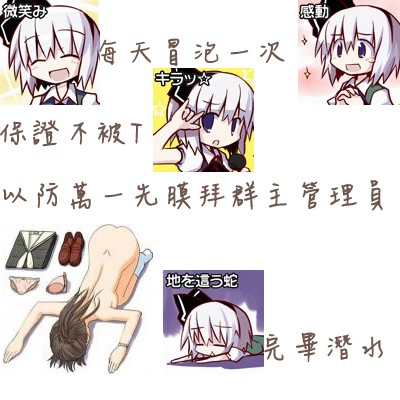 微笑み
感動
每天冒泡一次
キラッ☆
保證不被T
以防萬一先膜拜群主管理員
地を這う蛇
完畢潛水